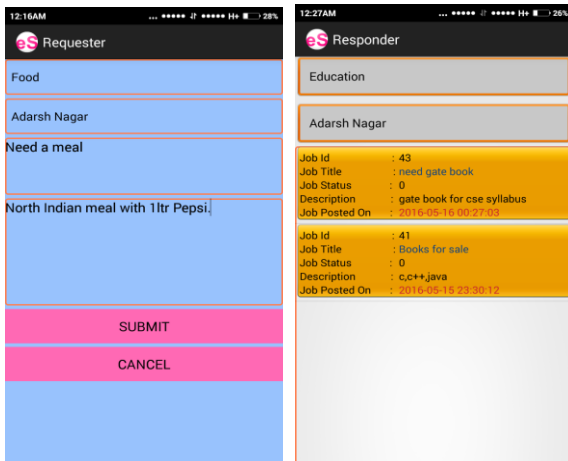 12:16AM ... H+ 28%
eS Requester
Food
Adarsh Nagar
Need a meal
North Indian meal with 1ltr Pepsi.
SUBMIT
CANCEL
12:27AM ... H+ 26%
eS Responder
Education
Adarsh Nagar
Job Id : 43
Job Title : need gate book
Job Status : 0
Description : gate book for cse syllabus
Job Posted On : 2016-05-16 00:27:03
Job Id : 41
Job Title : Books for sale
Job Status : 0
Description : c,c++,java
Job Posted On : 2016-05-15 23:30:12